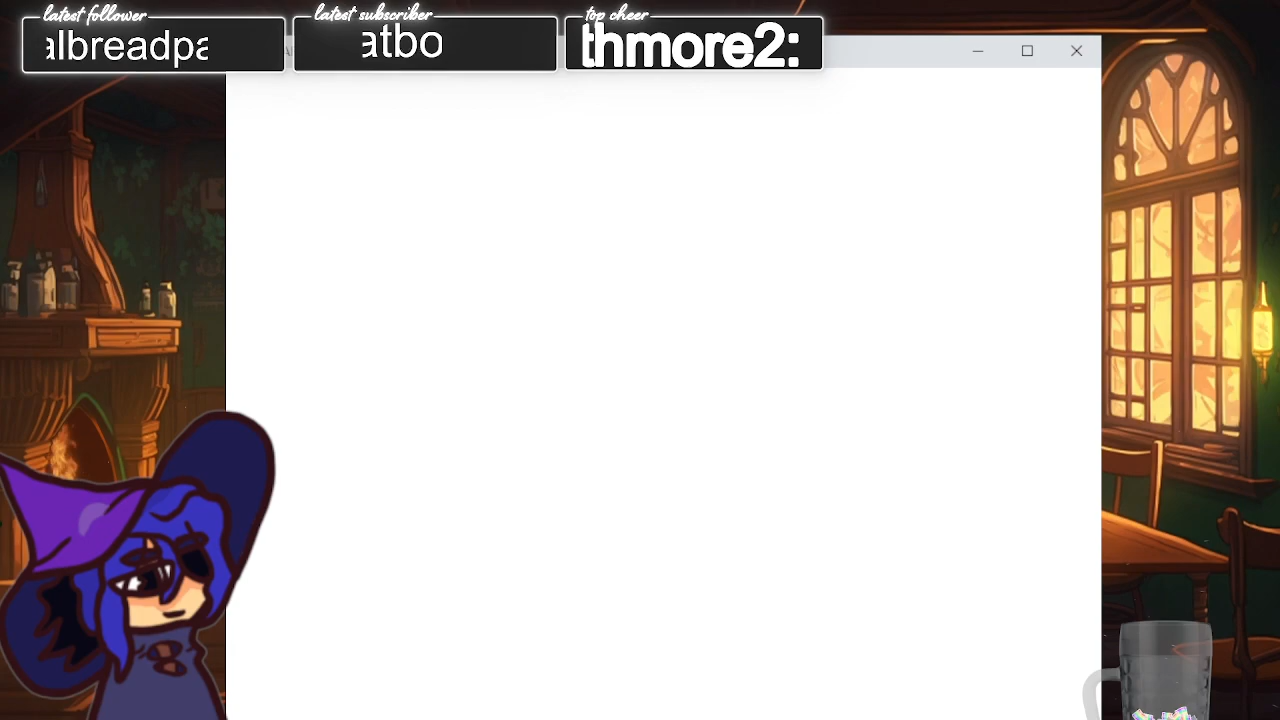 latest follower
albreadpa
latest subscriber
atbo
top cheer
thmore2: